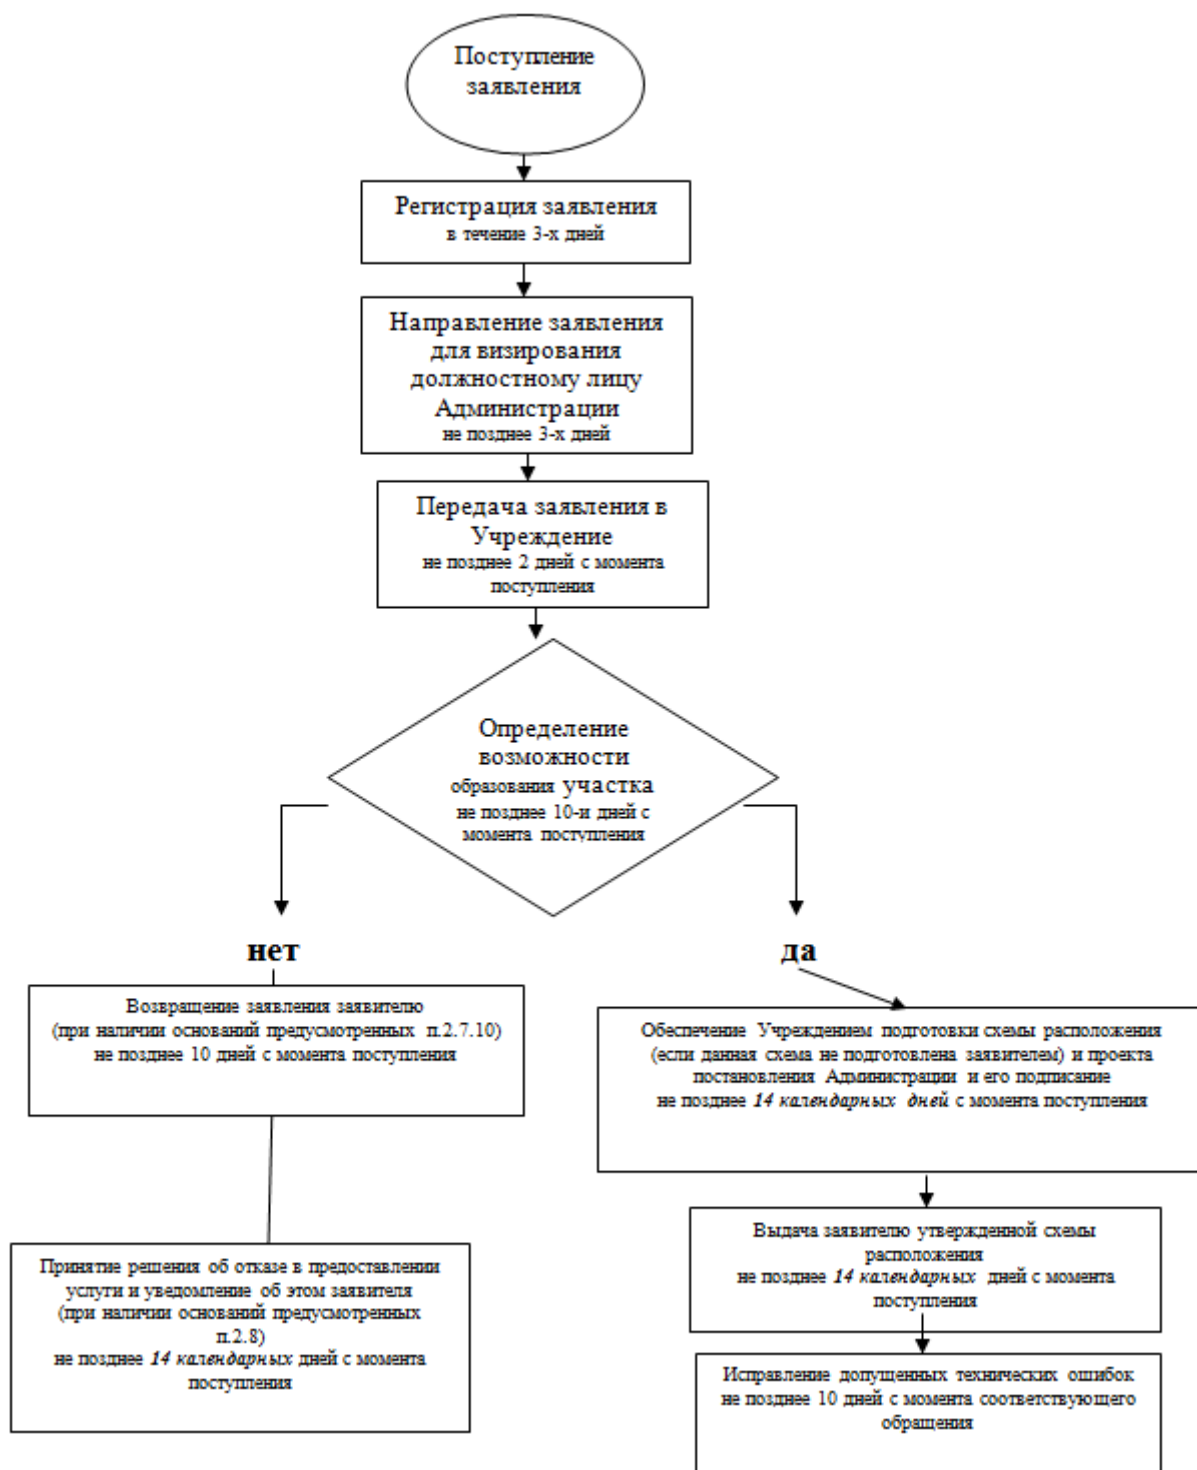 Поступление
заявления
Регистрация заявления
в течение 3-х дней
Направление заявления
для визирования
должностному лицу
Администрации
не позднее 3-х дней
Передача заявления в
Учреждение
не позднее 2 дней с момента
поступления
Определение
возможности
образования участка
не позднее 10-и дней с
момента поступления
нет
да
Возвращение заявления заявителю
(при наличии оснований предусмотренных п.2.7.10)
не позднее 10 дней с момента поступления
Обеспечение Учреждением подготовки схемы расположения
(если данная схема не подготовлена заявителем) и проекта
постановления Администрации и его подписание
не позднее 14 календарных дней с момента поступления
Принятие решения об отказе в предоставлении
услуги и уведомление об этом заявителя
(при наличии оснований предусмотренных
п.2.8)
не позднее 14 календарных дней с момента
поступления
Выдача заявителю утвержденной схемы
расположения
не позднее 14 календарных дней с момента
поступления
Исправление допущенных технических ошибок
не позднее 10 дней с момента соответствующего
обращения